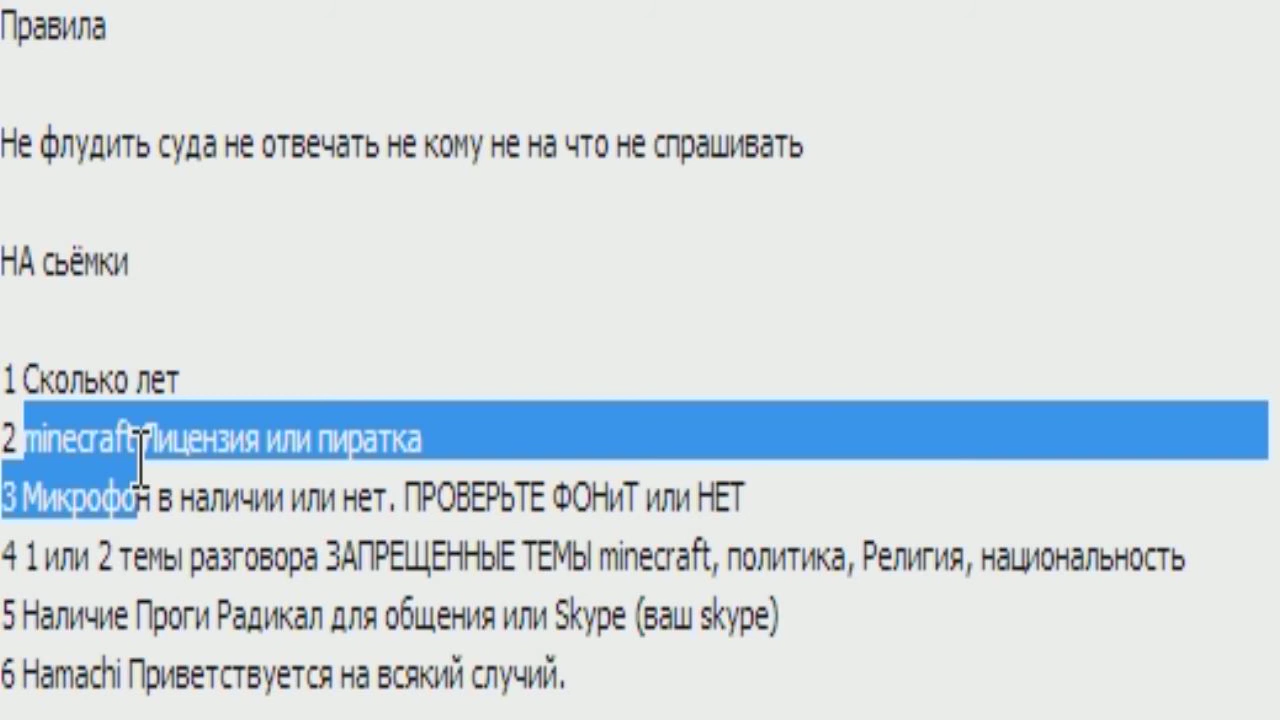 Правила
Не флудить суда не отвечать не кому не на что не спрашивать
НА сьёмки
1 Сколько лет
2 minecraft Лицензия или пиратка
3 Микрофон в наличии или нет. ПРОВЕРЬТЕ ФОНиТ или НЕТ
4 1 или 2 темы разговора ЗАПРЕЩЕННЫЕ ТЕМЫ minecraft, политика, Религия, национальность
5 Наличие Проги Радикал для общения или Skype (ваш skype)
6 Hamachi Приветствуется на всякий случий.